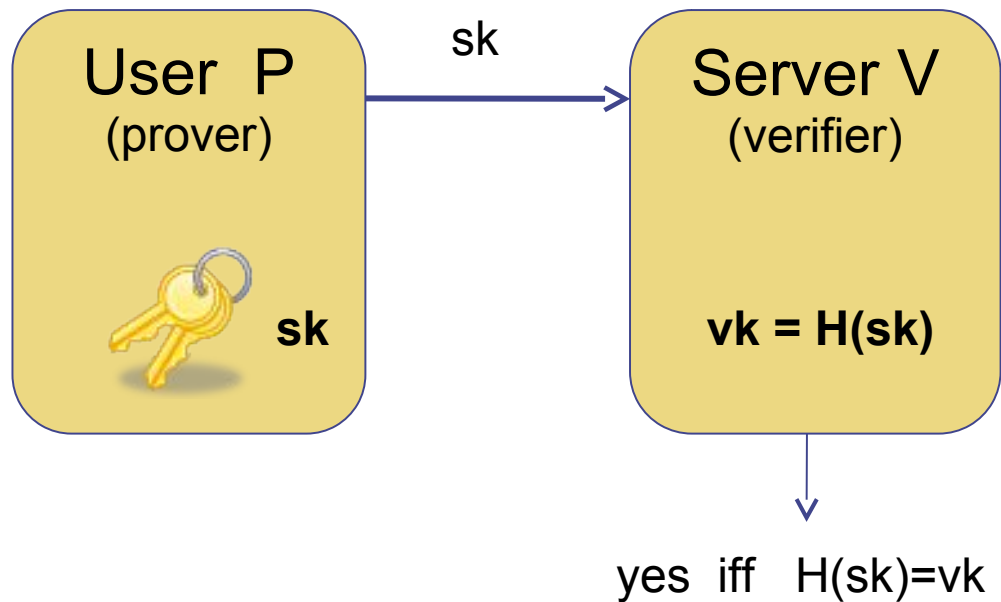 User P
(prover)
sk
sk
Server V
(verifier)
vk = H(sk)
yes iff H(sk)=vk